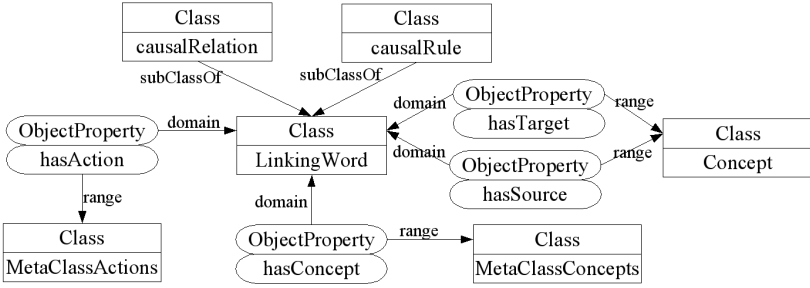 Class
causalRelation
Class
causalRule
subClassOf
subClassOf
ObjectProperty
hasAction
domain
Class
LinkingWord
domain
domain
ObjectProperty
hasTarget
ObjectProperty
hasSource
range
range
Class
Concept
range
Class
MetaClassActions
domain
ObjectProperty
hasConcept
range
Class
MetaClassConcepts